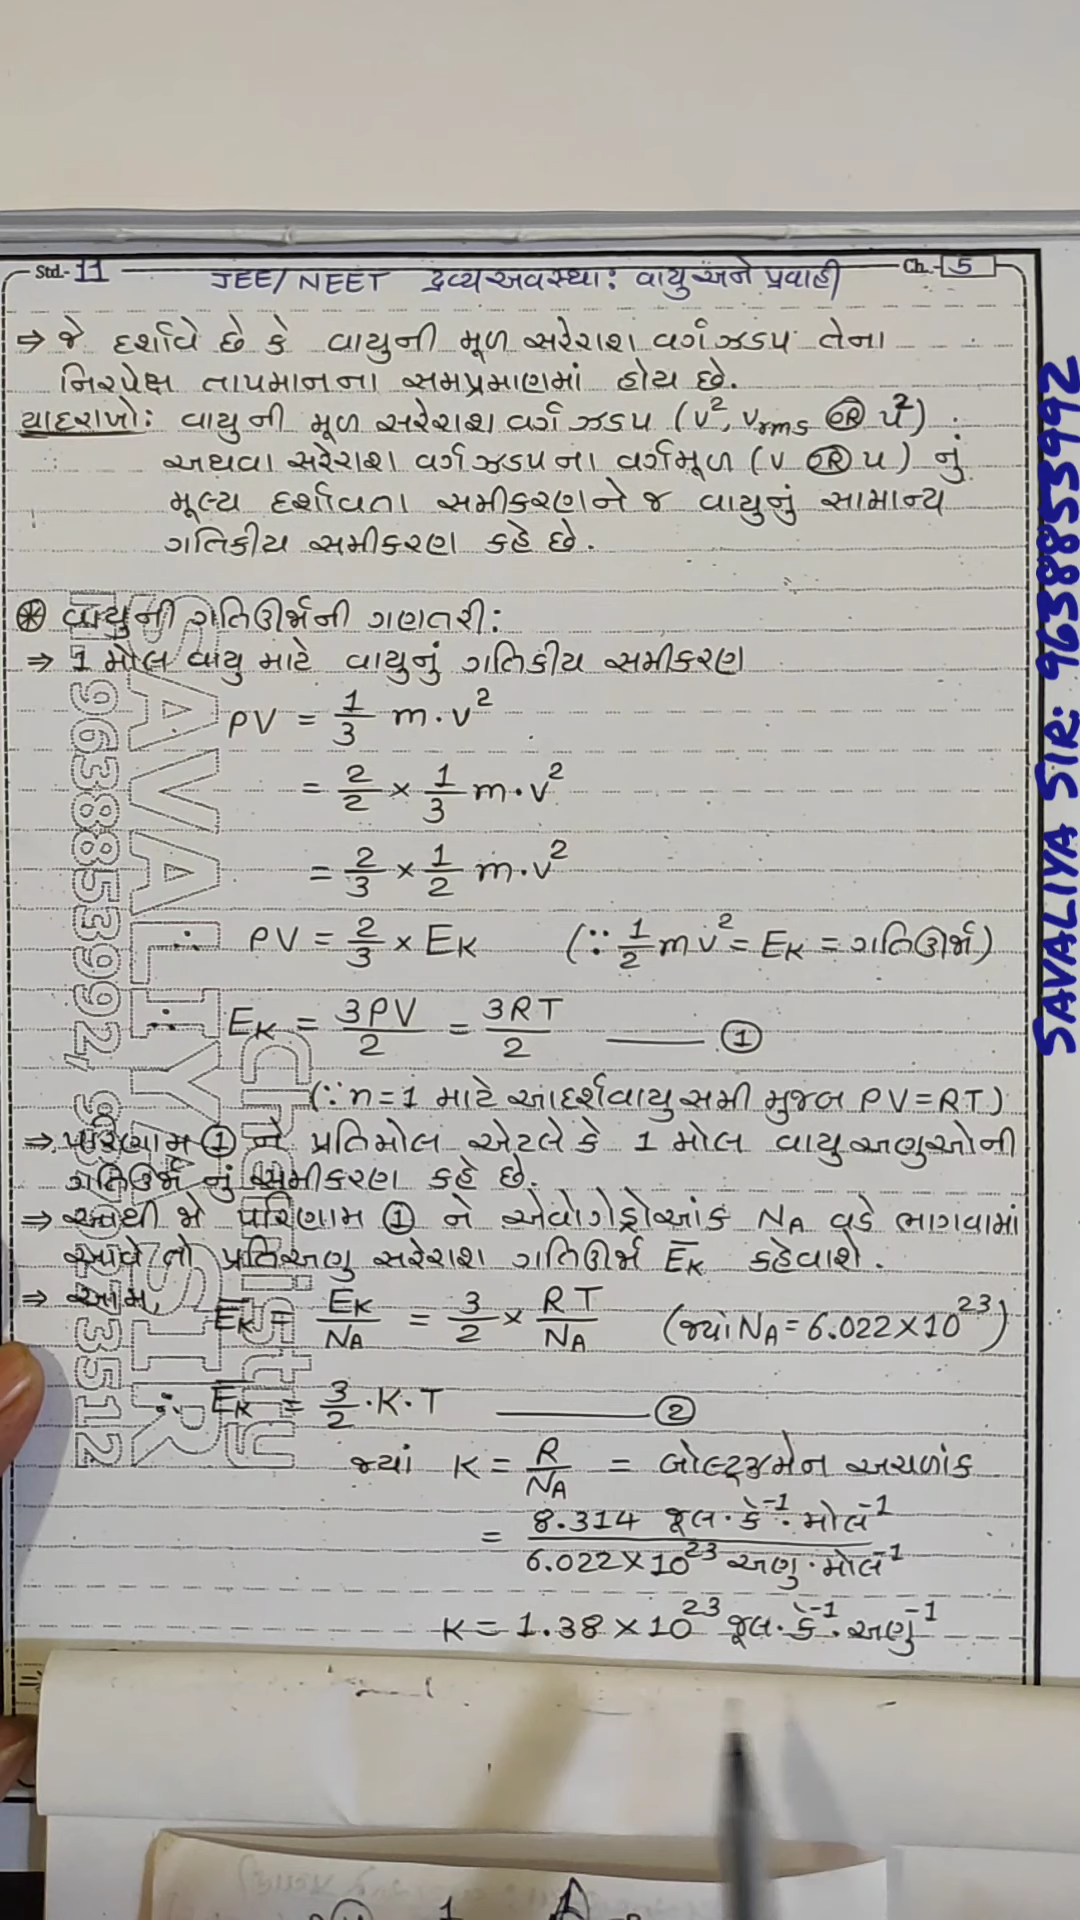 Std.- 11 JEE/NEET દ્રવ્ય અવસ્થા: વાયુ અને પ્રવાહી Ch.- 5
⇒ જે દર્શાવે છે કે વાયુની મૂળ સરેરાશ વર્ગ ઝડપ તેના
નિરપેક્ષ તાપમાનના સમપ્રમાણમાં હોય છે.
યાદરાખો: વાયુની મૂળ સરેરાશ વર્ગ ઝડપ (v², vrms OR u²)
અથવા સરેરાશ વર્ગ ઝડપના વર્ગમૂળ (v OR u) નું
મૂલ્ય દર્શાવતા સમીકરણને જ વાયુનું સામાન્ય
ગતિકીય સમીકરણ કહે છે.
⊛ વાયુની ગતિઊર્જાની ગણતરી:
⇒ 1 મોલ વાયુ માટે વાયુનું ગતિકીય સમીકરણ
PV = 1/3 m·v²
= 2/2 × 1/3 m·v²
= 2/3 × 1/2 m·v²
∴ PV = 2/3 × EK (∵ 1/2 mv² = EK = ગતિઊર્જા)
∴ EK = 3PV/2 = 3RT/2 —— ①
(∵ n=1 માટે આદર્શવાયુ સમી મુજબ PV=RT)
⇒ પરિણામ ① ને પ્રતિમોલ એટલે કે 1 મોલ વાયુ અણુઓની
ગતિઊર્જા નું સમીકરણ કહે છે.
⇒ આથી જો પરિણામ ① ને એવોગેડ્રોઆંક NA વડે ભાગવામાં
આવે તો પ્રતિઅણુ સરેરાશ ગતિઊર્જા E̅K કહેવાશે.
⇒ આમ, E̅K = EK/NA = 3/2 × RT/NA (જ્યાં NA = 6.022×10²³)
∴ E̅K = 3/2 ·K·T —— ②
જ્યાં K = R/NA = બોલ્ટ્ઝમેન અચળાંક
= 8.314 જૂલ·કે⁻¹·મોલ⁻¹ / 6.022×10²³ અણુ·મોલ⁻¹
K = 1.38×10²³ જૂલ·કે⁻¹·અણુ⁻¹
SAVALIYA SIR: 9638853992
SAVALIYA SIR
Chemistry